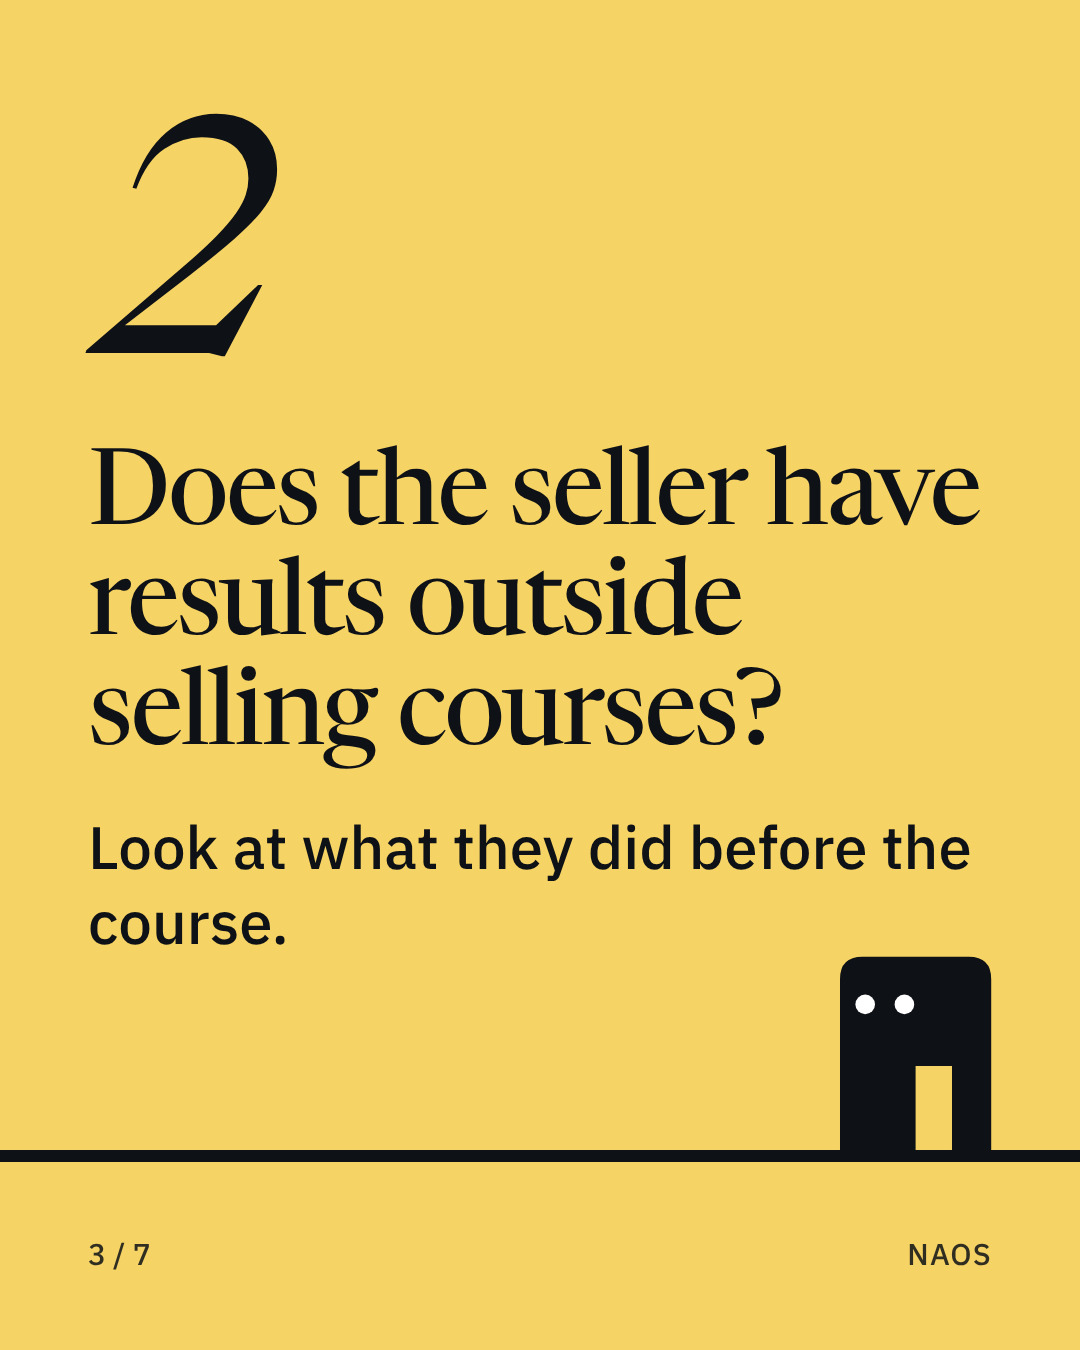 2
Does the seller have
results outside
selling courses?
Look at what they did before the
course.
3 / 7
NAOS